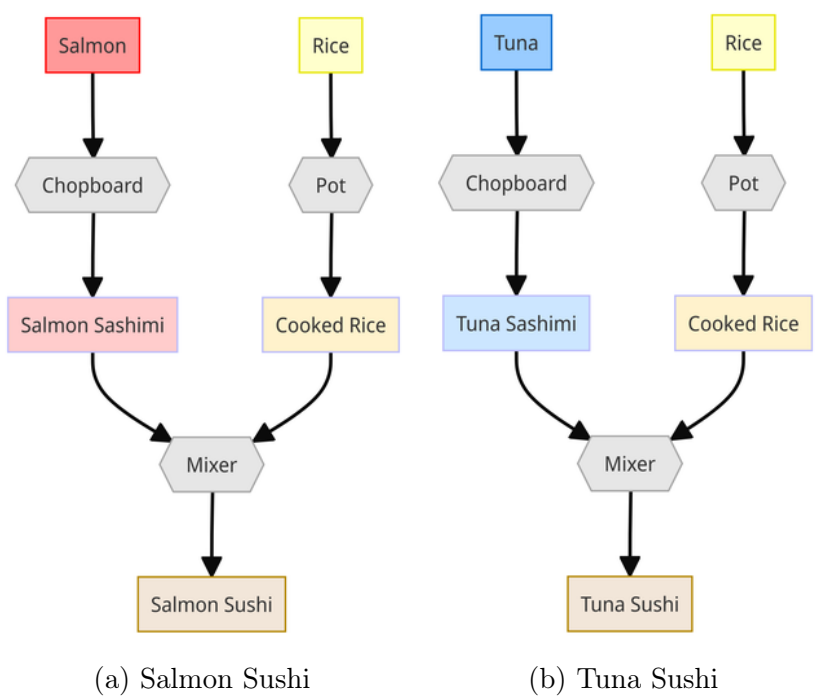 Salmon
Rice
Chopboard
Pot
Salmon Sashimi
Cooked Rice
Mixer
Salmon Sushi
(a) Salmon Sushi
Tuna
Rice
Chopboard
Pot
Tuna Sashimi
Cooked Rice
Mixer
Tuna Sushi
(b) Tuna Sushi